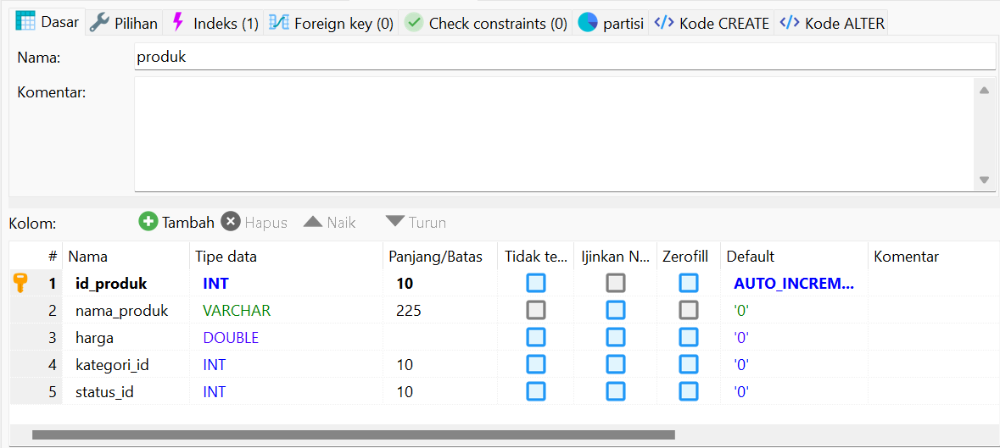 Dasar Pilihan Indeks (1) Foreign key (0) Check constraints (0) partisi Kode CREATE Kode ALTER
Nama: produk
Komentar:
Kolom: Tambah Hapus Naik Turun
# Nama Tipe data Panjang/Batas Tidak te... Ijinkan N... Zerofill Default Komentar
1 id_produk INT 10 AUTO_INCREM...
2 nama_produk VARCHAR 225 '0'
3 harga DOUBLE '0'
4 kategori_id INT 10 '0'
5 status_id INT 10 '0'